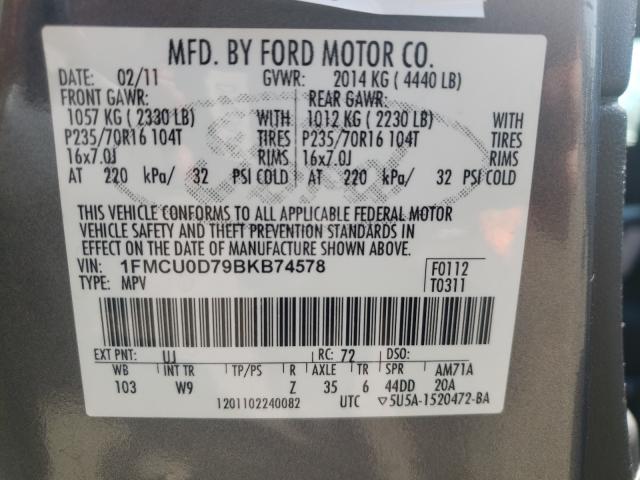 MFD. BY FORD MOTOR CO.
DATE: 02/11 GVWR: 2014 KG ( 4440 LB)
FRONT GAWR: REAR GAWR:
1057 KG ( 2330 LB) WITH 1012 KG ( 2230 LB) WITH
P235/70R16 104T TIRES P235/70R16 104T TIRES
16x7.0J RIMS 16x7.0J RIMS
AT 220 kPa/ 32 PSI COLD AT 220 kPa/ 32 PSI COLD
THIS VEHICLE CONFORMS TO ALL APPLICABLE FEDERAL MOTOR
VEHICLE SAFETY AND THEFT PREVENTION STANDARDS IN
EFFECT ON THE DATE OF MANUFACTURE SHOWN ABOVE.
VIN: 1FMCU0D79BKB74578 F0112
TYPE: MPV T0311
EXT PNT: UJ RC: 72 DSO:
WB INT TR TP/PS R AXLE TR SPR AM71A
103 W9 Z 35 6 44DD 20A
1201102240082 UTC ▽5U5A-1520472-BA